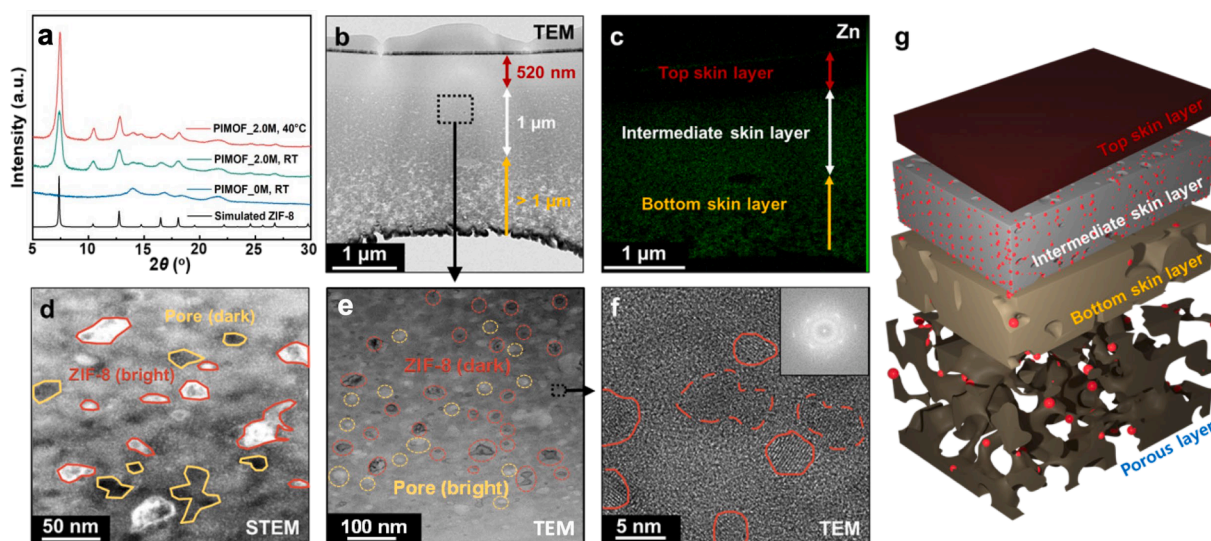 a
Intensity (a.u.)
PIMOF_2.0M, 40°C
PIMOF_2.0M, RT
PIMOF_0M, RT
Simulated ZIF-8
5 10 15 20 25 30
2θ (°)
b
TEM
520 nm
1 µm
> 1 µm
1 µm
c
Zn
Top skin layer
Intermediate skin layer
Bottom skin layer
1 µm
d
Pore (dark)
ZIF-8 (bright)
50 nm
STEM
e
ZIF-8 (dark)
Pore (bright)
100 nm
TEM
f
5 nm
TEM
g
Top skin layer
Intermediate skin layer
Bottom skin layer
Porous layer